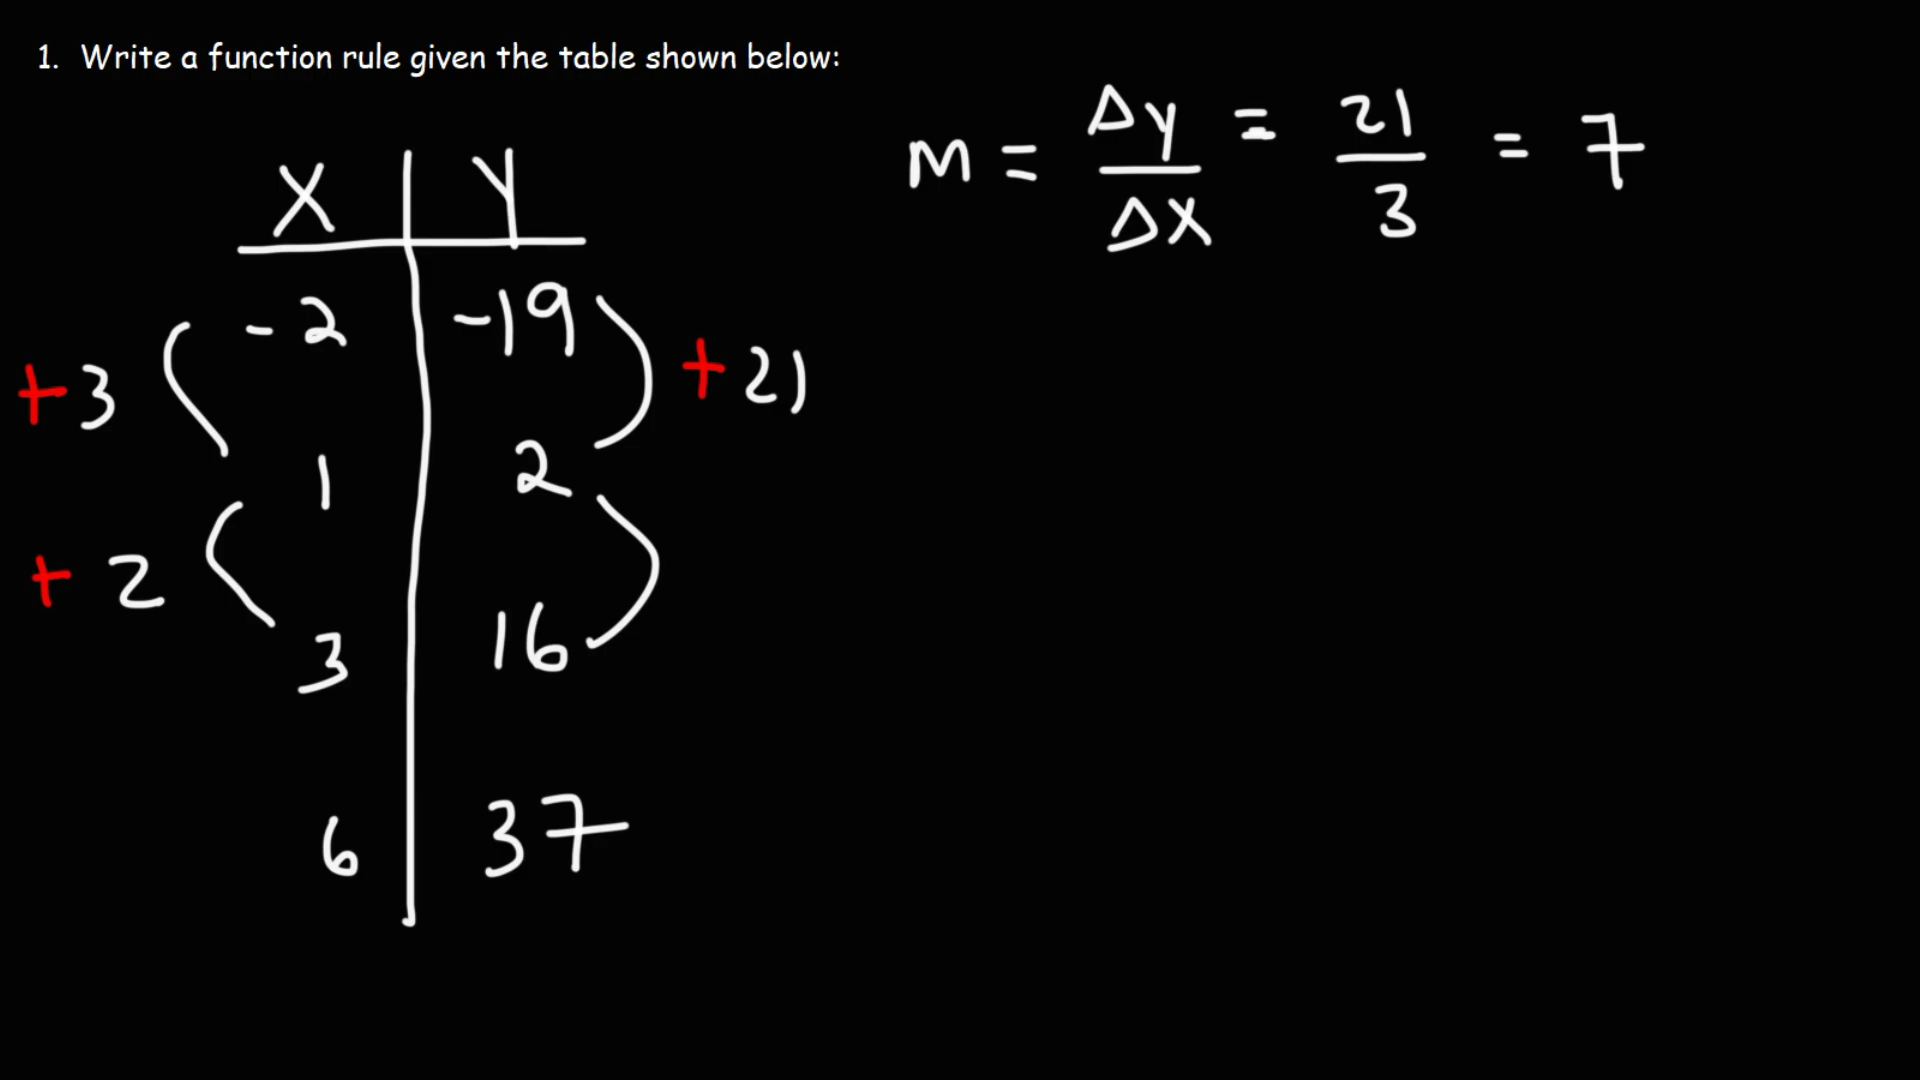 1. Write a function rule given the table shown below:
M = Δy/Δx = 21/3 = 7
X | Y
-2 | -19
+3 +21
1 | 2
+2
3 | 16
6 | 37